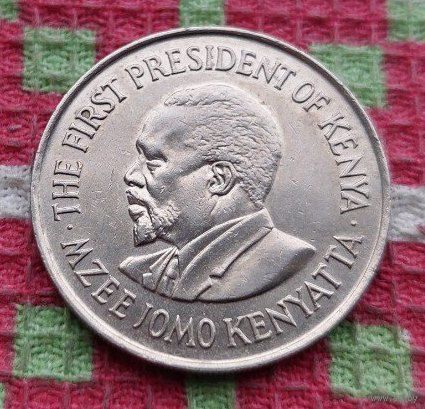 · THE FIRST PRESIDENT OF KENYA ·
MZEE JOMO KENYATTA